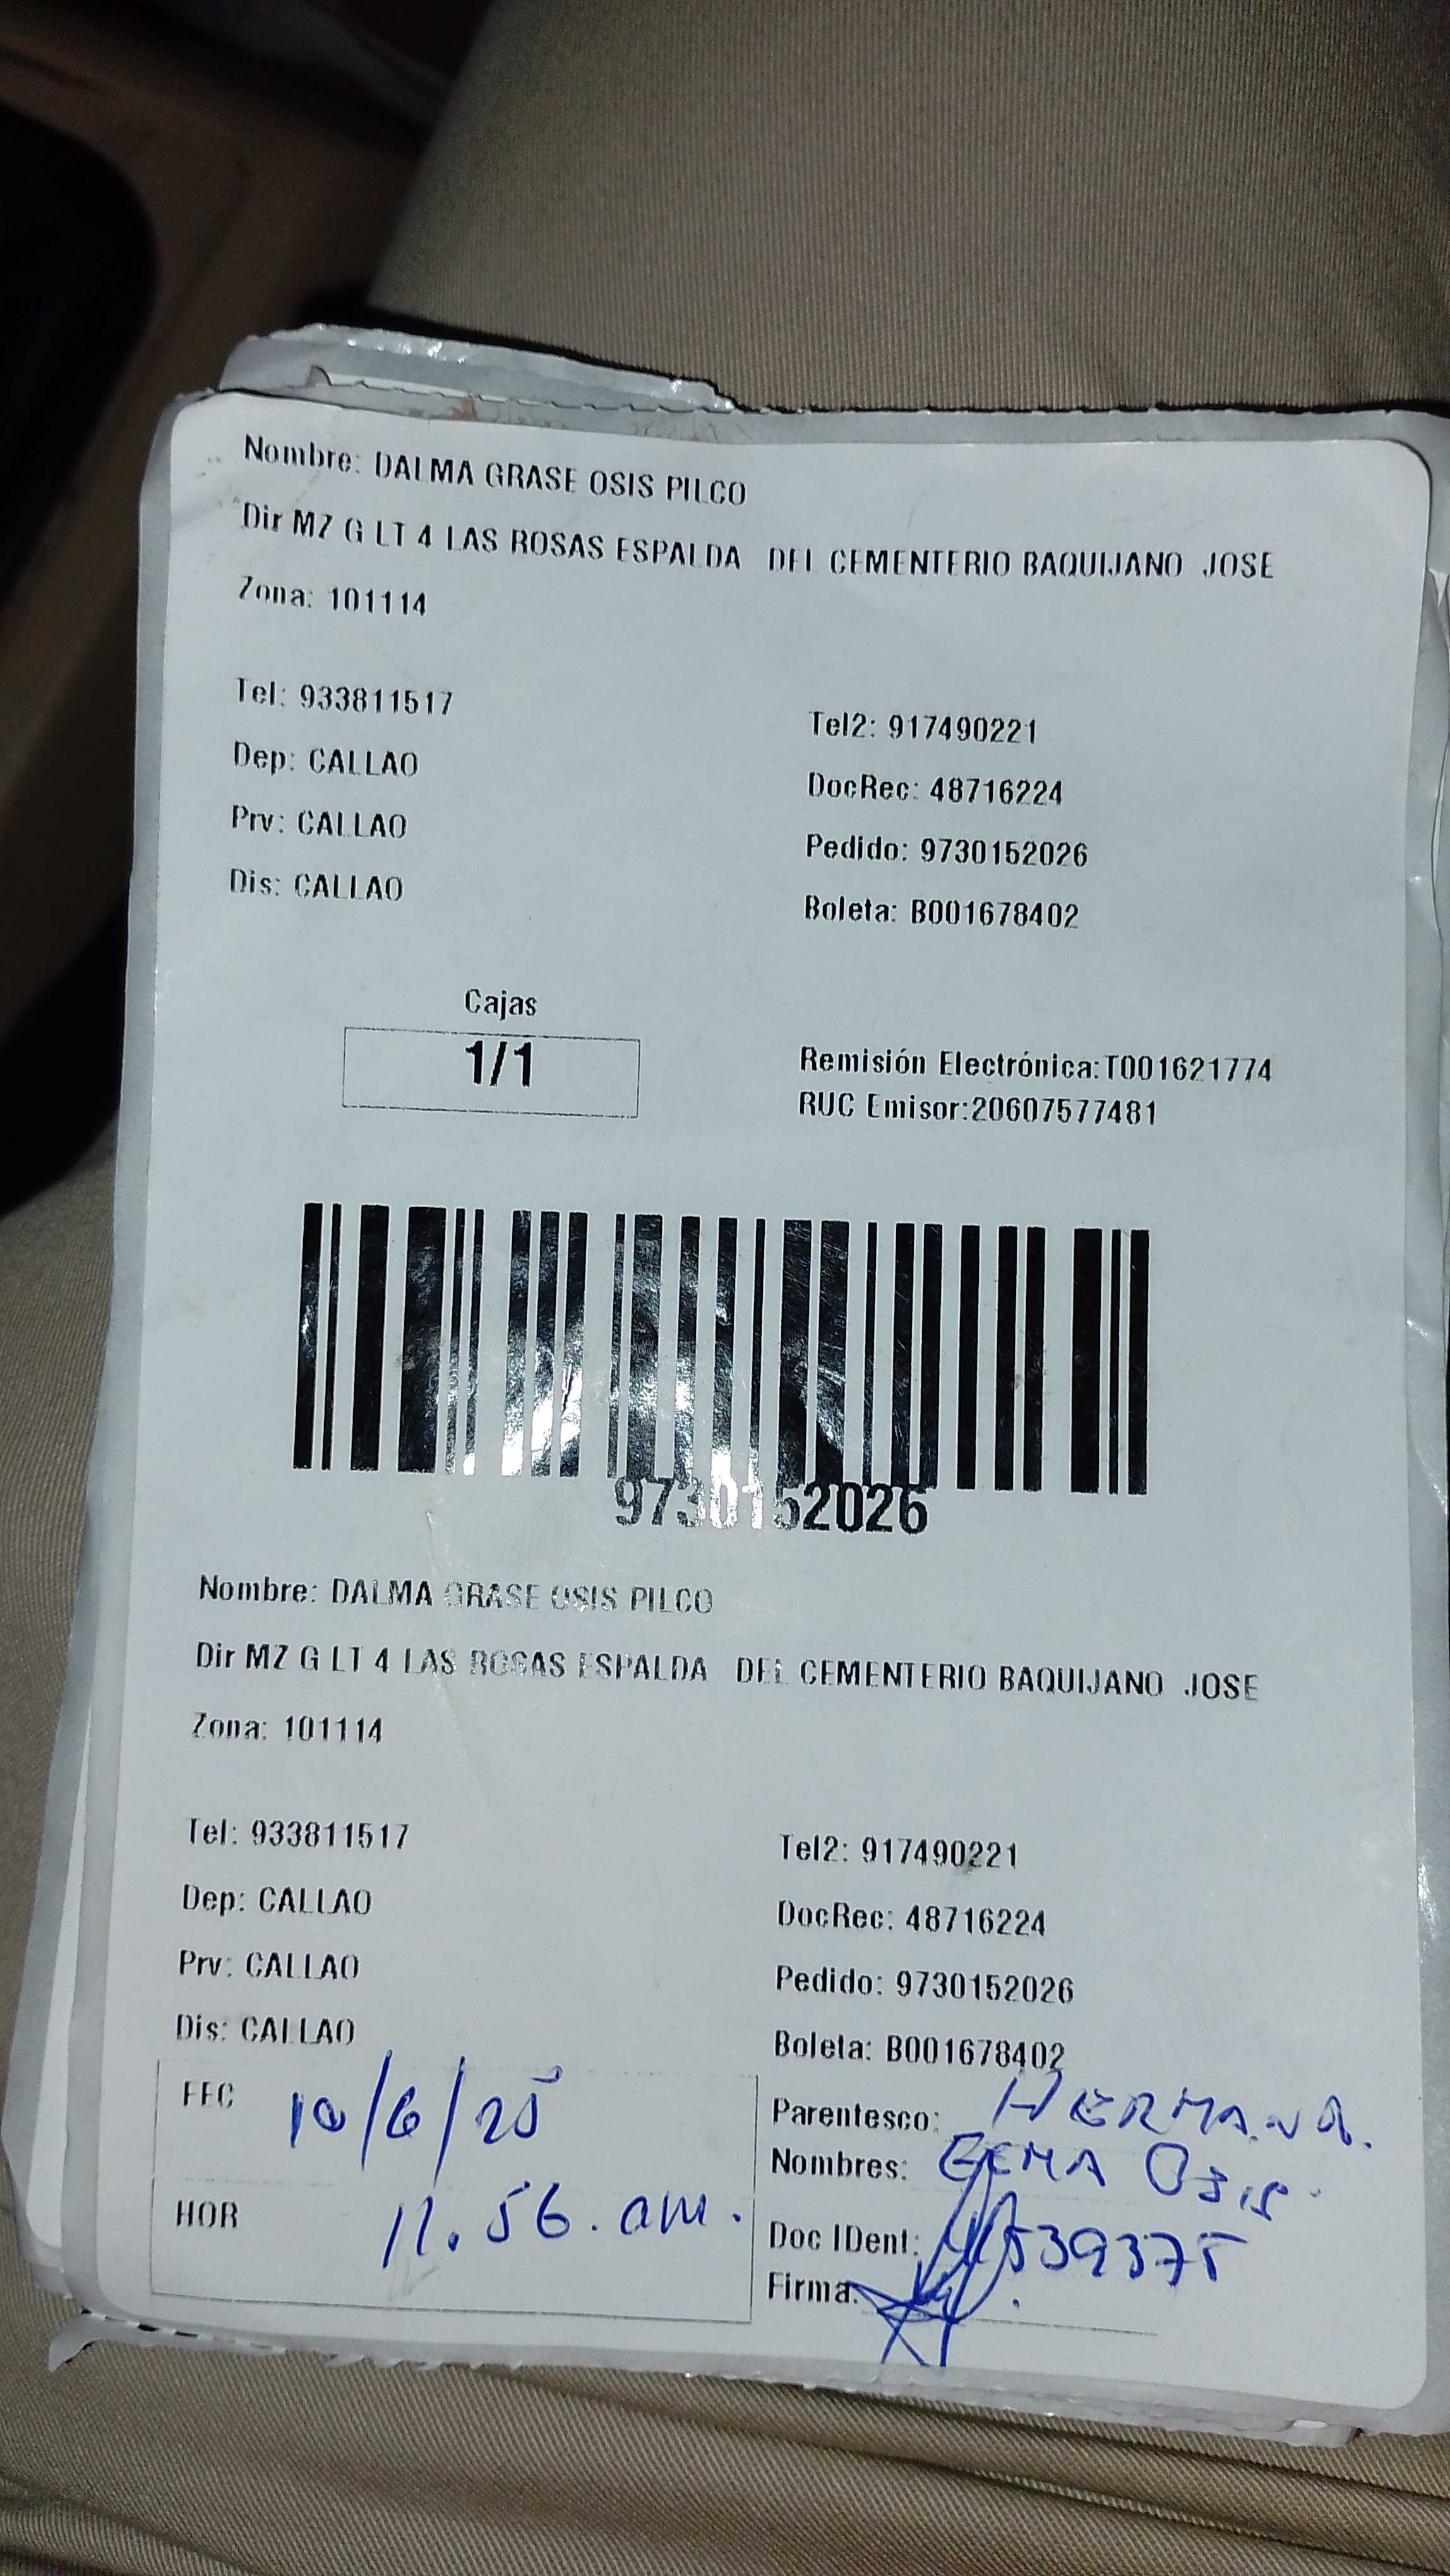 Nombre: DALMA GRASE OSIS PILCO
Dir MZ G LT 4 LAS ROSAS ESPALDA DEL CEMENTERIO BAQUIJANO JOSE
Zona: 101114
Tel: 933811517
Tel2: 917490221
Dep: CALLAO
DocRec: 48716224
Prv: CALLAO
Pedido: 9730152026
Dis: CALLAO
Boleta: B001678402
Cajas
1/1
Remisión Electrónica:T001621774
RUC Emisor:20607577481
9730152026
Nombre: DALMA GRASE OSIS PILCO
Dir MZ G LT 4 LAS ROSAS ESPALDA DEL CEMENTERIO BAQUIJANO JOSE
Zona: 101114
Tel: 933811517
Tel2: 917490221
Dep: CALLAO
DocRec: 48716224
Prv: CALLAO
Pedido: 9730152026
Dis: CALLAO
Boleta: B001678402
FEC 10/6/25
Parentesco: HERMANA.
Nombres: GEMA OSIS.
HOR 11.56.am.
Doc IDent:
Firma: